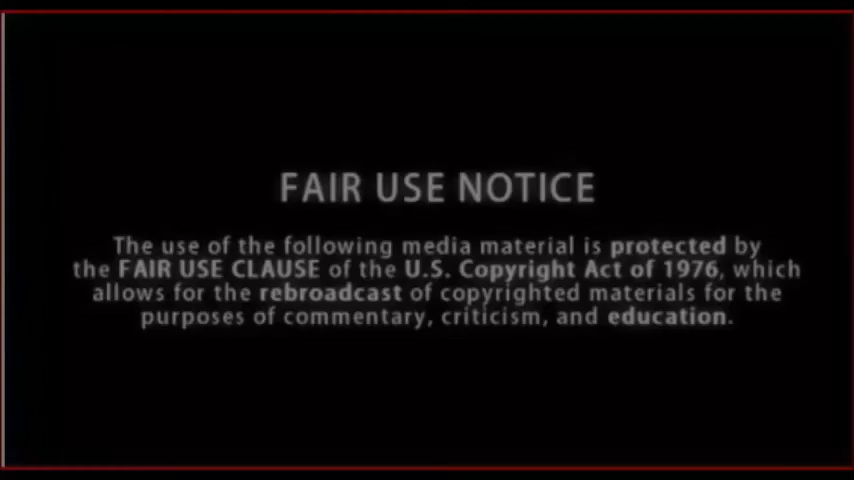 FAIR USE NOTICE
The use of the following media material is protected by
the FAIR USE CLAUSE of the U.S. Copyright Act of 1976, which
allows for the rebroadcast of copyrighted materials for the
purposes of commentary, criticism, and education.